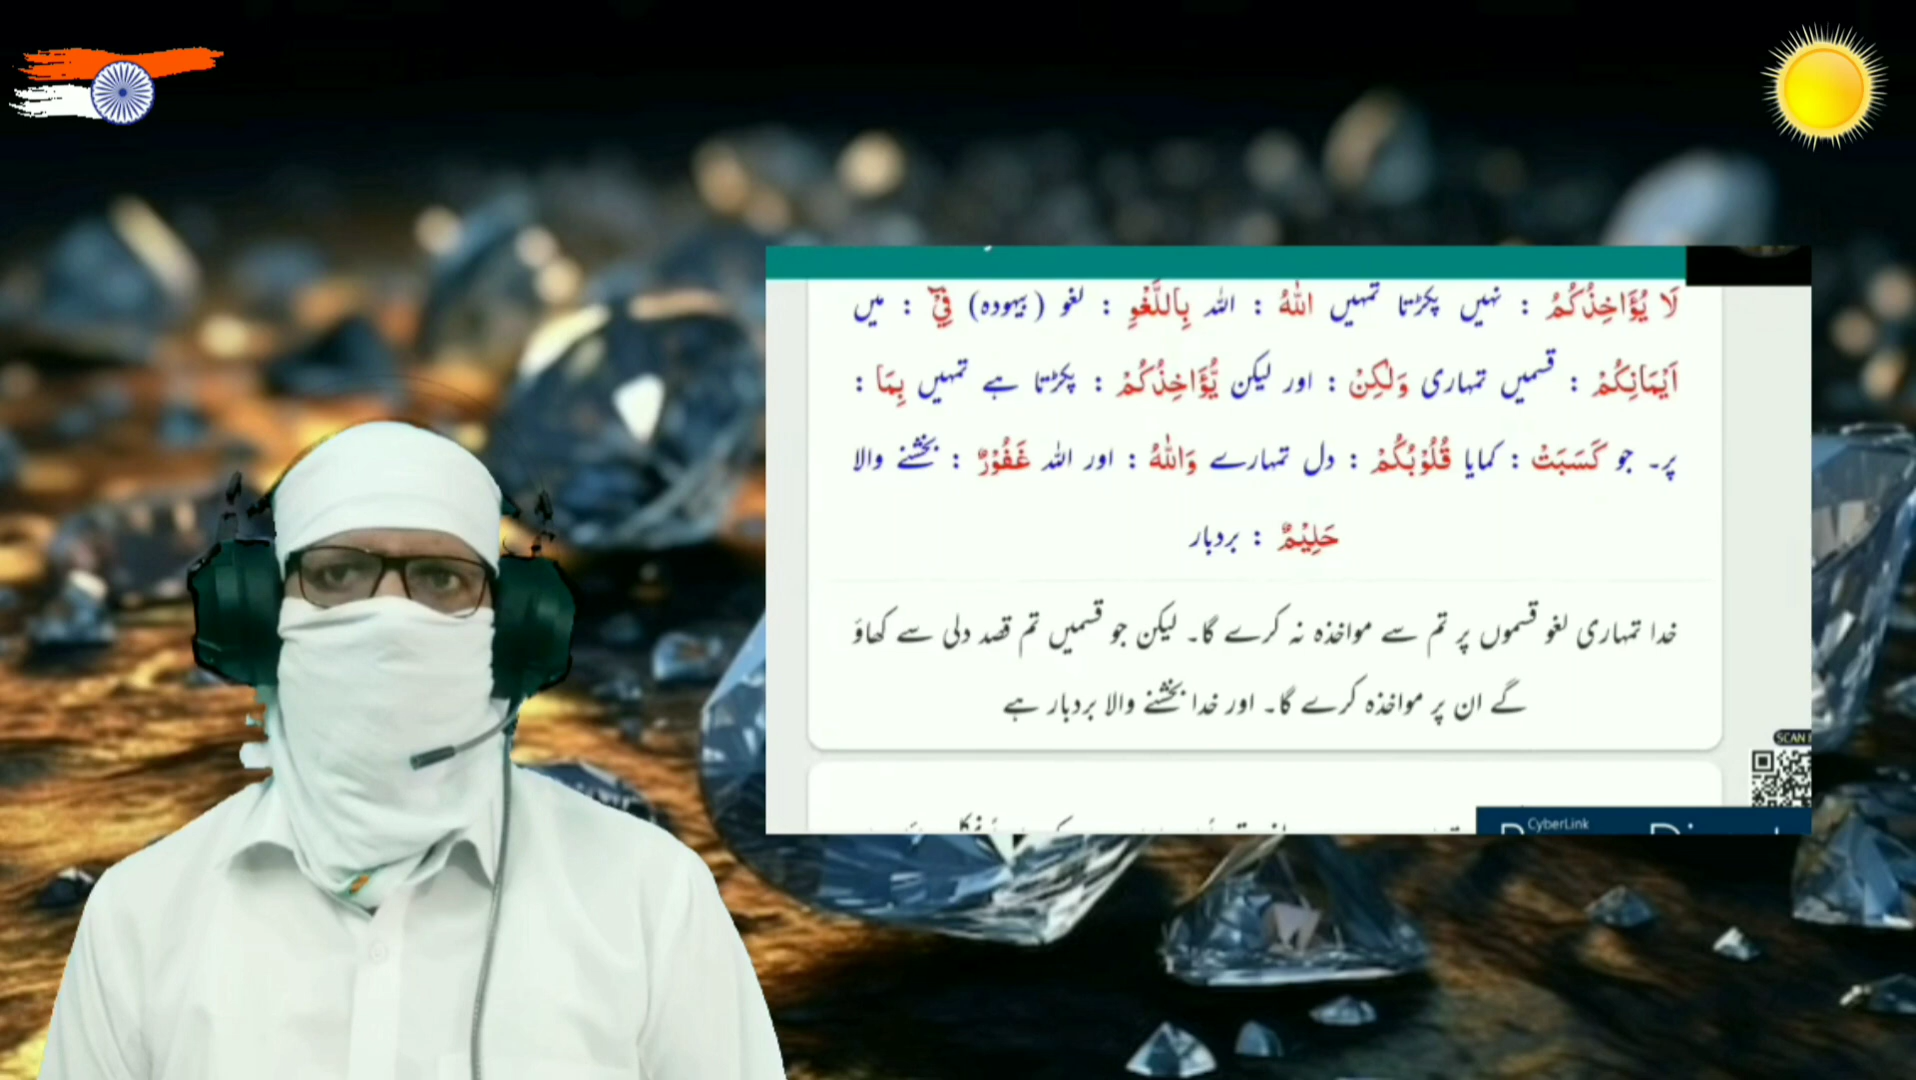 لَا يُؤَاخِذُكُمُ : نہیں پکڑتا تمہیں اللّٰهُ : اللہ بِاللَّغْوِ : لغو (بیہودہ) فِيْٓ : میں
اَيْمَانِكُمْ : قسمیں تمہاری وَلٰكِنْ : اور لیکن يُّؤَاخِذُكُمْ : پکڑتا ہے تمہیں بِمَا :
پر۔ جو كَسَبَتْ : کمایا قُلُوْبُكُمْ : دل تمہارے وَاللّٰهُ : اور اللہ غَفُوْرٌ : بخشنے والا
حَلِيْمٌ : بردبار
خدا تمہاری لغو قسموں پر تم سے مواخذہ نہ کرے گا۔ لیکن جو قسمیں تم قصد دلی سے کھاؤ
گے ان پر مواخذہ کرے گا۔ اور خدا بخشنے والا بردبار ہے
SCAN
CyberLink